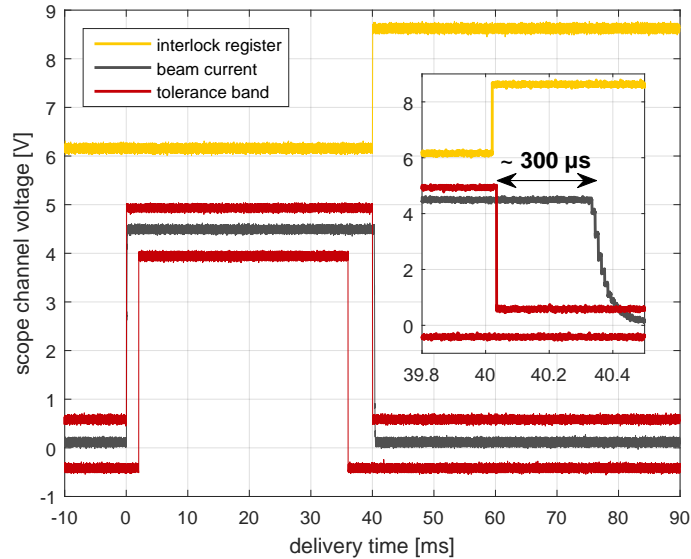 9
8
7
6
5
4
3
2
1
0
-1
scope channel voltage [V]
interlock register
beam current
tolerance band
8
6
4
2
0
~ 300 µs
39.8 40 40.2 40.4
-10 0 10 20 30 40 50 60 70 80 90
delivery time [ms]